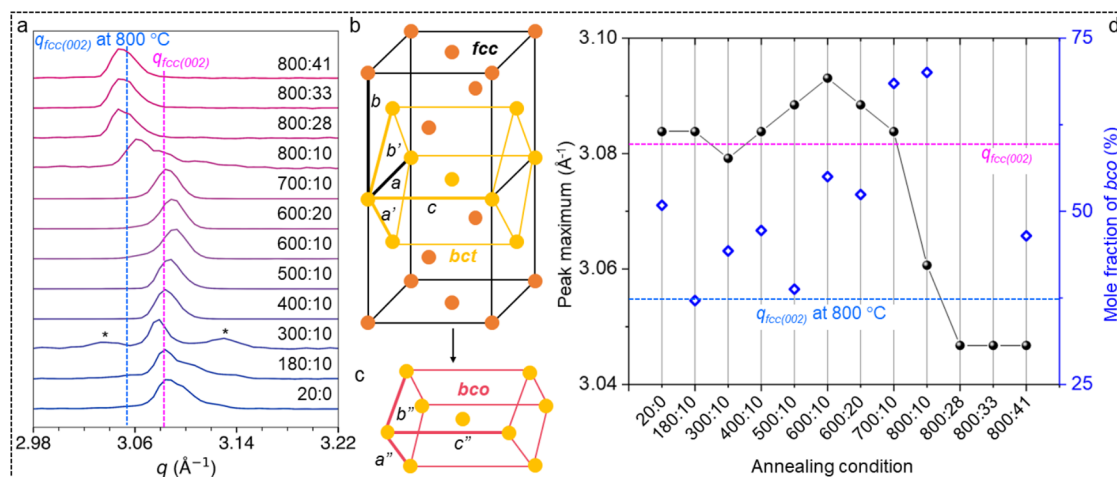 a
q_fcc(002) at 800 °C
q_fcc(002)
800:41
800:33
800:28
800:10
700:10
600:20
600:10
500:10
400:10
300:10
180:10
20:0
*
*
2.98
3.06
3.14
3.22
q (Å⁻¹)
b
fcc
b
b'
a
a'
c
bct
c
bco
b"
c"
a"
d
3.10
3.08
3.06
3.04
Peak maximum (Å⁻¹)
q_fcc(002)
q_fcc(002) at 800 °C
75
50
25
Mole fraction of bco (%)
20:0
180:10
300:10
400:10
500:10
600:10
600:20
700:10
800:10
800:28
800:33
800:41
Annealing condition